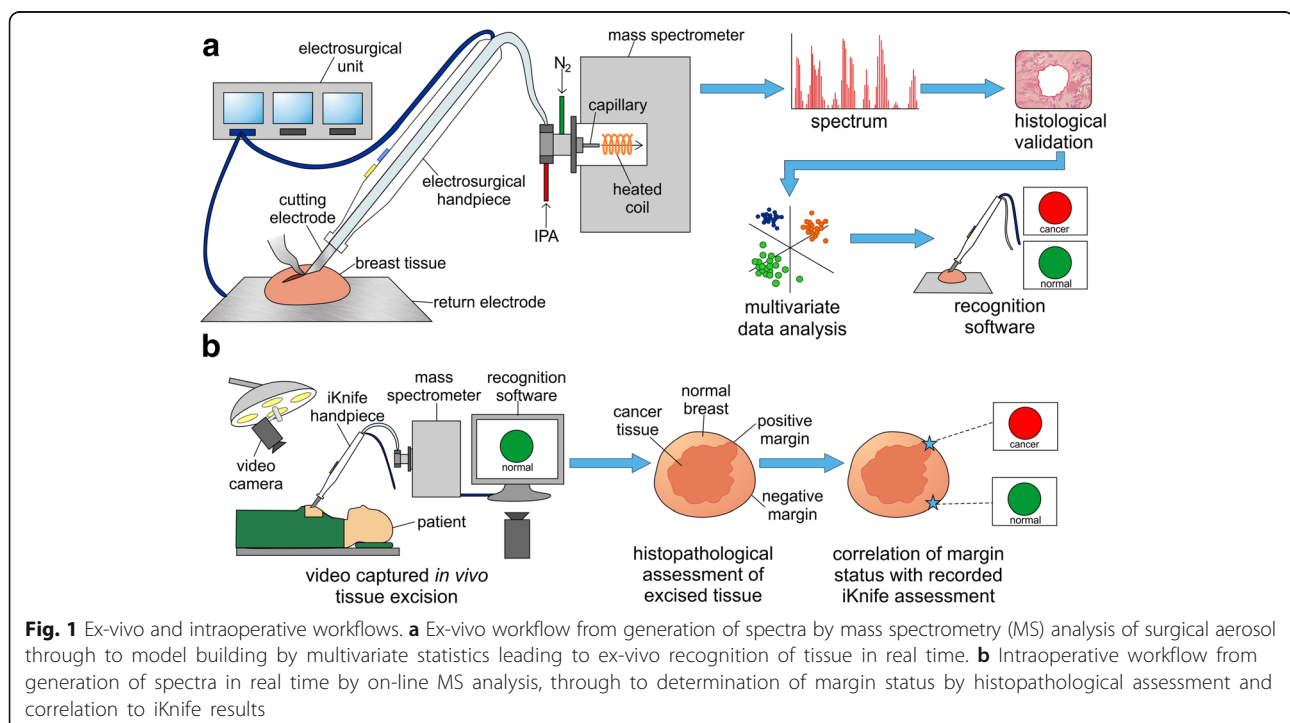 a
electrosurgical
unit
mass spectrometer
N₂
capillary
heated
coil
IPA
electrosurgical
handpiece
cutting
electrode
breast tissue
return electrode
spectrum
histological
validation
multivariate
data analysis
cancer
normal
recognition
software
b
video
camera
iKnife
handpiece
mass
spectrometer
recognition
software
normal
patient
video captured in vivo
tissue excision
cancer
tissue
normal
breast
positive
margin
negative
margin
histopathological
assessment of
excised tissue
cancer
normal
correlation of margin
status with recorded
iKnife assessment
Fig. 1 Ex-vivo and intraoperative workflows. a Ex-vivo workflow from generation of spectra by mass spectrometry (MS) analysis of surgical aerosol
through to model building by multivariate statistics leading to ex-vivo recognition of tissue in real time. b Intraoperative workflow from
generation of spectra in real time by on-line MS analysis, through to determination of margin status by histopathological assessment and
correlation to iKnife results